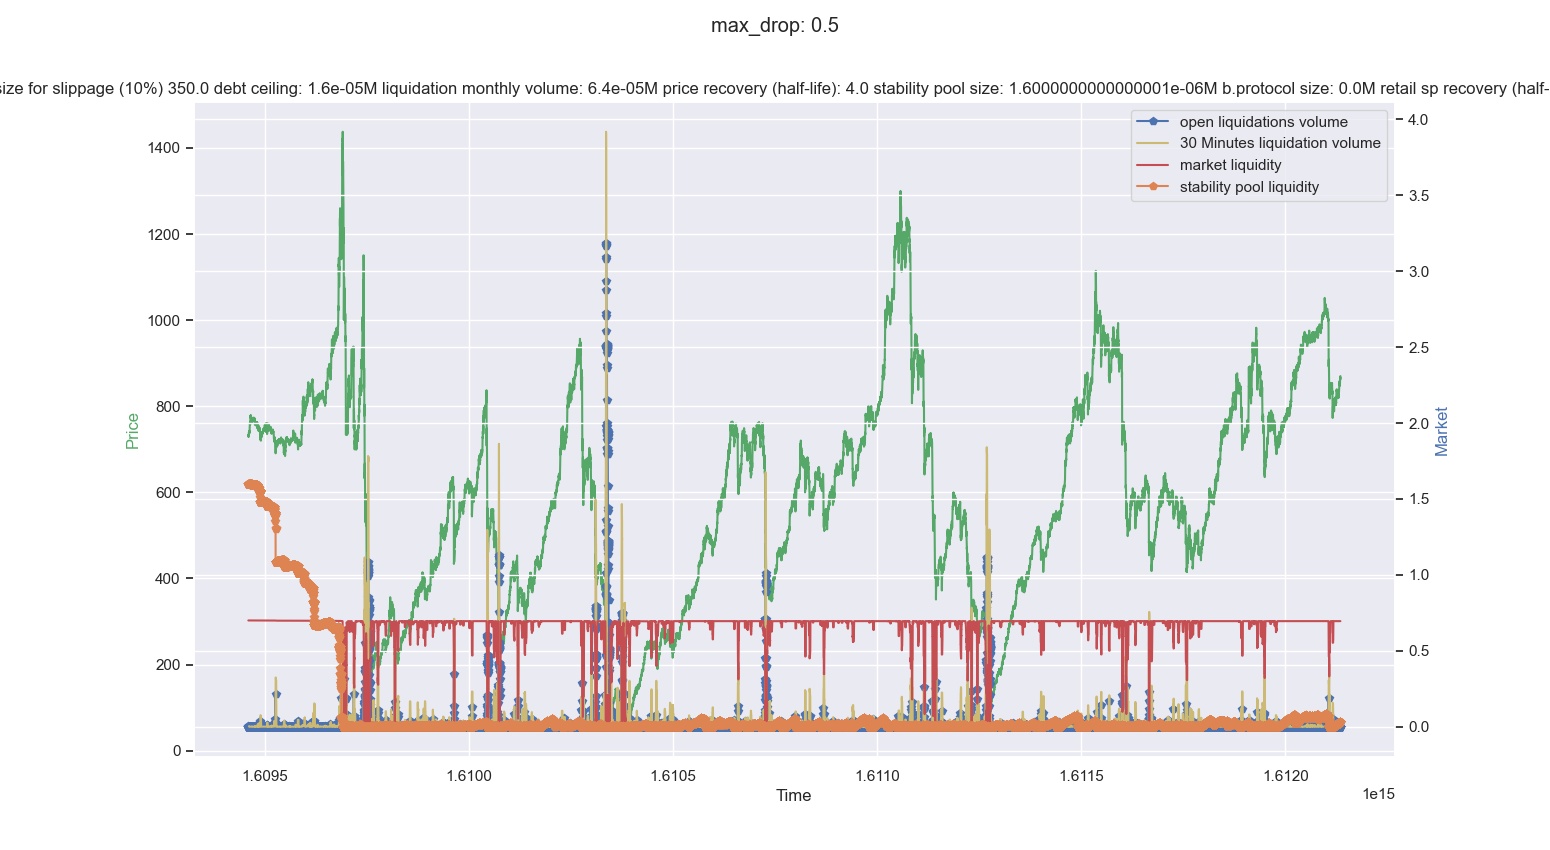 max_drop: 0.5
size for slippage (10%) 350.0 debt ceiling: 1.6e-05M liquidation monthly volume: 6.4e-05M price recovery (half-life): 4.0 stability pool size: 1.6000000000000001e-06M b.protocol size: 0.0M retail sp recovery (half-
open liquidations volume
30 Minutes liquidation volume
market liquidity
stability pool liquidity
1400
1200
1000
800
600
400
200
0
Price
4.0
3.5
3.0
2.5
2.0
1.5
1.0
0.5
0.0
Market
1.6095
1.6100
1.6105
1.6110
1.6115
1.6120
1e15
Time